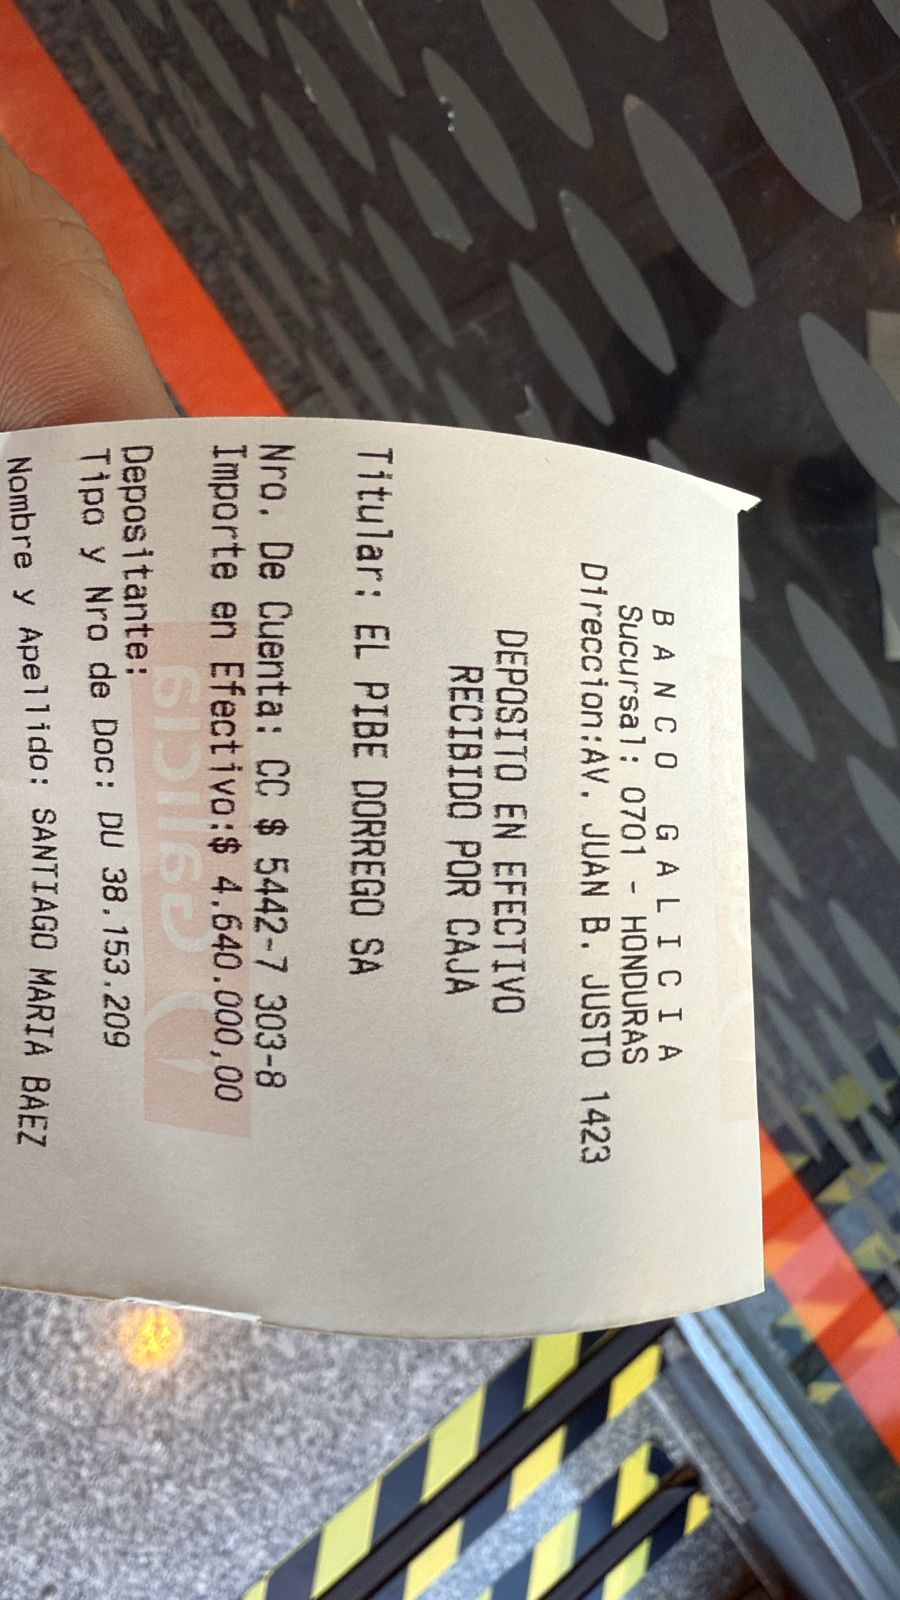 B A N C O G A L I C I A
Sucursal: 0701 - HONDURAS
Direccion:AV. JUAN B. JUSTO 1423
DEPOSITO EN EFECTIVO
RECIBIDO POR CAJA
Titular: EL PIBE DORREGO SA
Nro. De Cuenta: CC $ 5442-7 303-8
Importe en Efectivo:$ 4.640.000,00
Depositante:
Tipo y Nro de Doc: DU 38.153.209
Nombre y Apellido: SANTIAGO MARIA BAEZ
Galicia